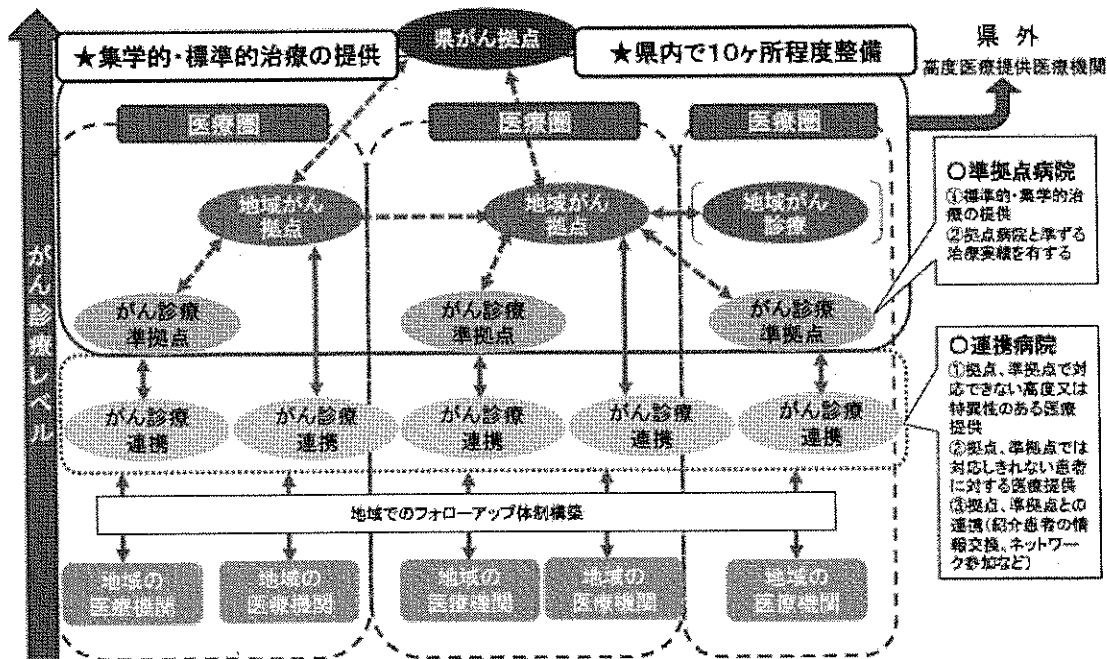 県がん拠点
★集学的・標準的治療の提供
★県内で10ヶ所程度整備
県 外
高度医療提供医療機関
医療圏
医療圏
医療圏
地域がん
拠点
地域がん
拠点
地域がん
診療
○準拠点病院
①標準的・集学的治
療の提供
②拠点病院と準ずる
治療実績を有する
がん診療レベル
がん診療
準拠点
がん診療
準拠点
がん診療
準拠点
○連携病院
①拠点、準拠点で対
応できない高度又は
特異性のある医療
提供
②拠点、準拠点では
対応しきれない患者
に対する医療提供
③拠点、準拠点との
連携(紹介患者の情
報交換、ネットワー
ク参加など)
がん診療
連携
がん診療
連携
がん診療
連携
がん診療
連携
がん診療
連携
地域でのフォローアップ体制構築
地域の
医療機関
地域の
医療機関
地域の
医療機関
地域の
医療機関
地域の
医療機関